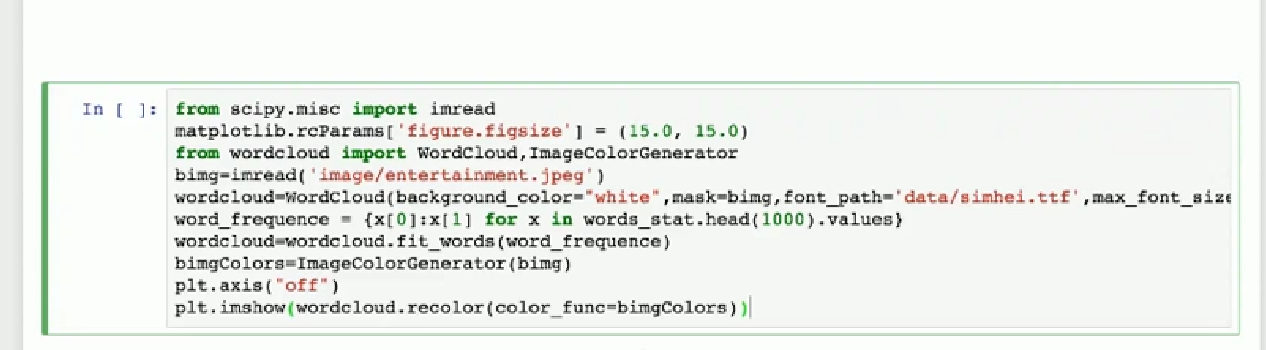 In [ ]: from scipy.misc import imread
matplotlib.rcParams['figure.figsize'] = (15.0, 15.0)
from wordcloud import WordCloud,ImageColorGenerator
bimg=imread('image/entertainment.jpeg')
wordcloud=WordCloud(background_color="white",mask=bimg,font_path='data/simhei.ttf',max_font_size
word_frequence = {x[0]:x[1] for x in words_stat.head(1000).values}
wordcloud=wordcloud.fit_words(word_frequence)
bimgColors=ImageColorGenerator(bimg)
plt.axis("off")
plt.imshow(wordcloud.recolor(color_func=bimgColors))